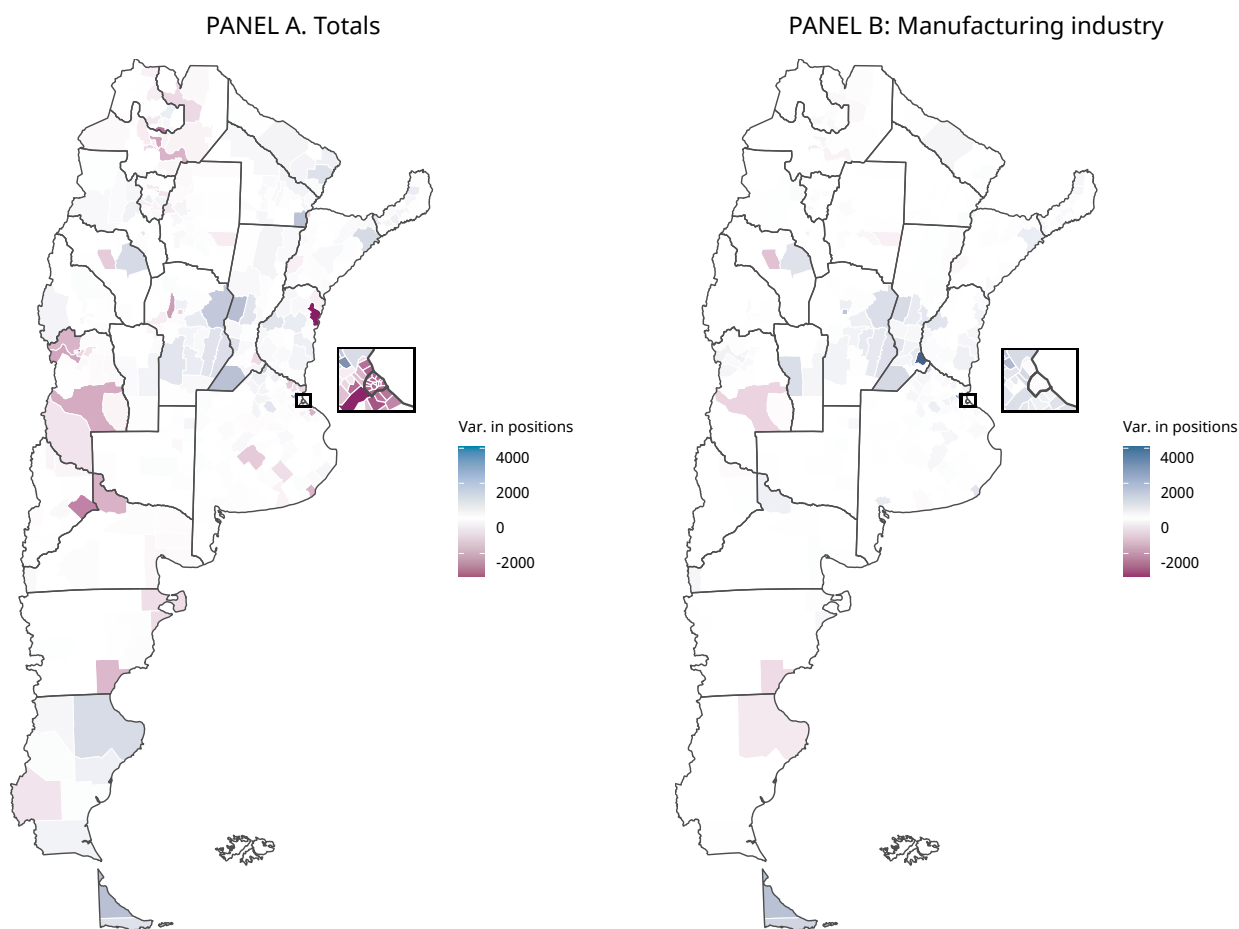 PANEL A. Totals
PANEL B: Manufacturing industry
Var. in positions
4000
2000
0
-2000
Var. in positions
4000
2000
0
-2000